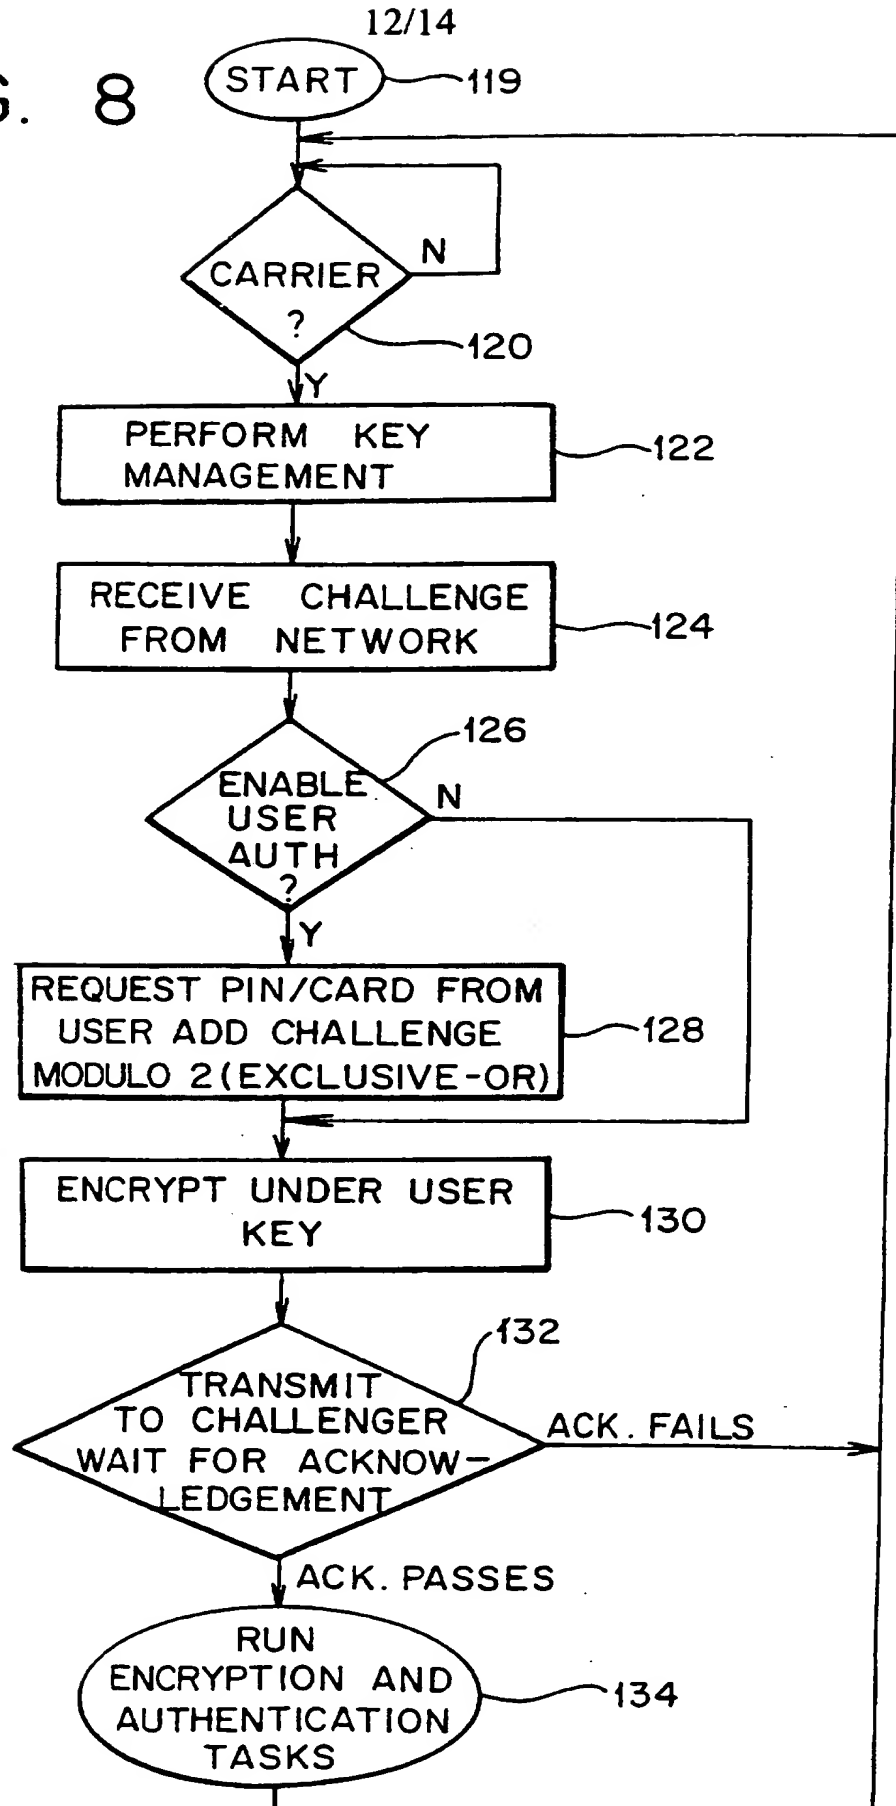 12/14
G. 8
START
119
CARRIER
?
N
120
Y
PERFORM KEY
MANAGEMENT
122
RECEIVE CHALLENGE
FROM NETWORK
124
126
ENABLE
USER
AUTH
?
N
Y
REQUEST PIN/CARD FROM
USER ADD CHALLENGE
MODULO 2 (EXCLUSIVE-OR)
128
ENCRYPT UNDER USER
KEY
130
132
TRANSMIT
TO CHALLENGER
WAIT FOR ACKNOW-
LEDGEMENT
ACK. FAILS
ACK. PASSES
RUN
ENCRYPTION AND
AUTHENTICATION
TASKS
134